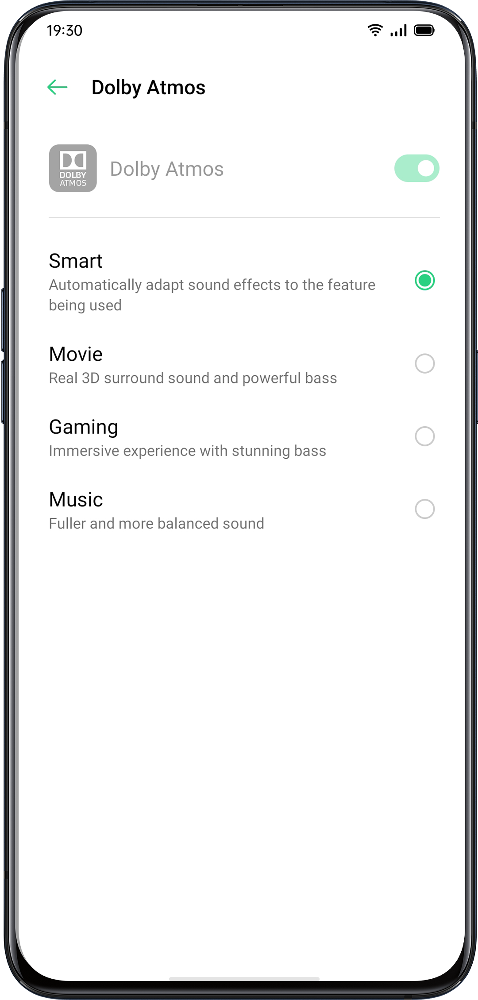 19:30
Dolby Atmos
DOLBY
ATMOS
Dolby Atmos
Smart
Automatically adapt sound effects to the feature
being used
Movie
Real 3D surround sound and powerful bass
Gaming
Immersive experience with stunning bass
Music
Fuller and more balanced sound